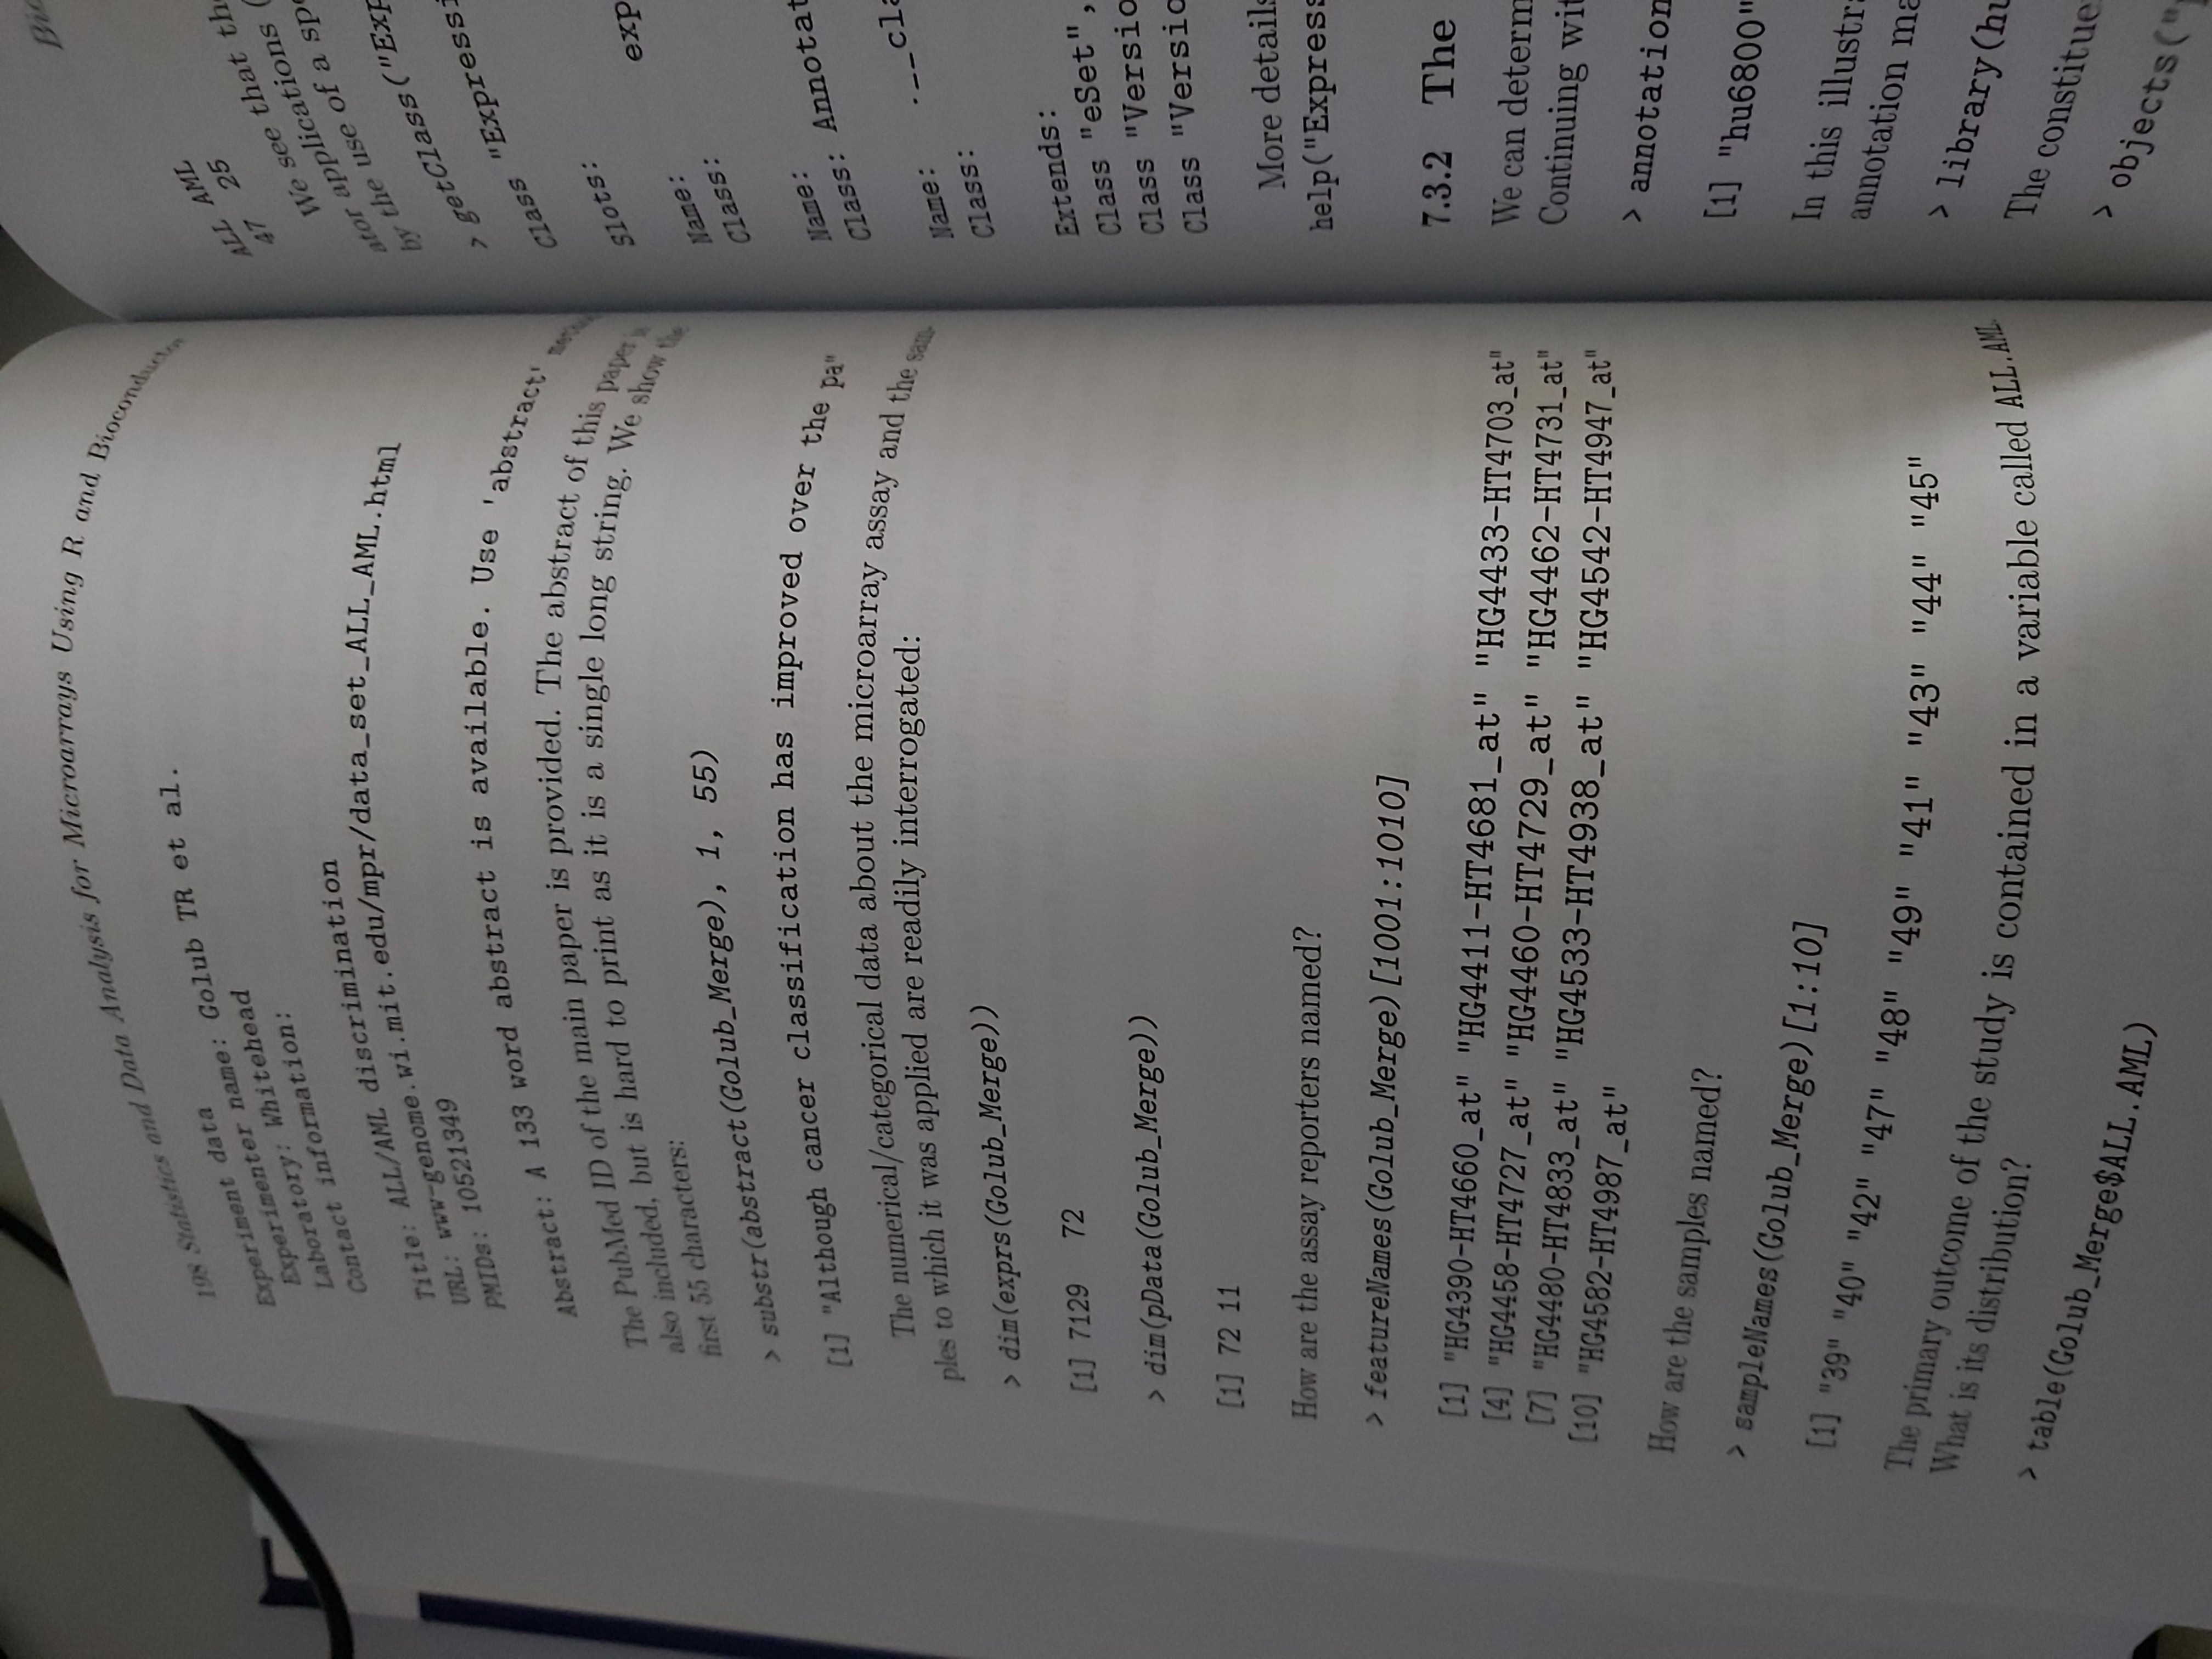 198 Statistics and Data Analysis for Microarrays Using R and Bioconductor
Experiment data
Experimenter name: Golub TR et al.
Laboratory: Whitehead
Contact information:
Title: ALL/AML discrimination
URL: www-genome.wi.mit.edu/mpr/data_set_ALL_AML.html
PMIDs: 10521349
Abstract: A 133 word abstract is available. Use 'abstract' method
The PubMed ID of the main paper is provided. The abstract of this paper is
also included, but is hard to print as it is a single long string. We show the
first 55 characters:
> substr(abstract(Golub_Merge), 1, 55)
[1] "Although cancer classification has improved over the pa"
The numerical/categorical data about the microarray assay and the sam-
ples to which it was applied are readily interrogated:
> dim(exprs(Golub_Merge))
[1] 7129 72
> dim(pData(Golub_Merge))
[1] 72 11
How are the assay reporters named?
> featureNames(Golub_Merge)[1001:1010]
[1] "HG4390-HT4660_at" "HG4411-HT4681_at" "HG4433-HT4703_at"
[4] "HG4458-HT4727_at" "HG4460-HT4729_at" "HG4462-HT4731_at"
[7] "HG4480-HT4833_at" "HG4533-HT4938_at" "HG4542-HT4947_at"
[10] "HG4582-HT4987_at"
How are the samples named?
> sampleNames(Golub_Merge)[1:10]
[1] "39" "40" "42" "47" "48" "49" "41" "43" "44" "45"
The primary outcome of the study is contained in a variable called ALL.AML.
What is its distribution?
> table(Golub_Merge$ALL.AML)
Bio
ALL AML
47 25
We see that the
ator applications (
by the use of a spe
> getClass("Exp
Class "Expressi
Slots:
exp
Name:
Class:
Name:
Class: Annotat
Name: .__cla
Class:
Extends:
Class "eSet",
Class "Versio
Class "Versio
More details
help("Express
7.3.2 The
We can determ
Continuing wit
> annotation
[1] "hu6800"
In this illustra
annotation ma
> library(hu
The constitue
> objects("